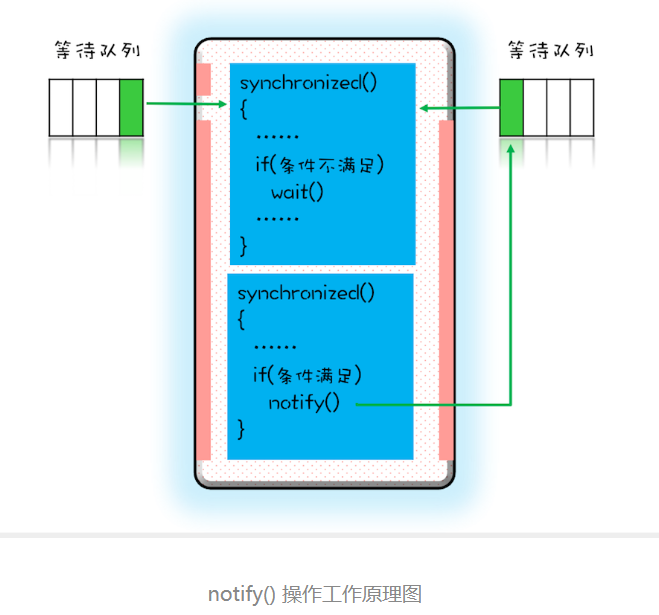 等待队列
等待队列
synchronized()
{
······
if(条件不满足)
wait()
······
}
synchronized()
{
······
if(条件满足)
notify()
}
notify() 操作工作原理图